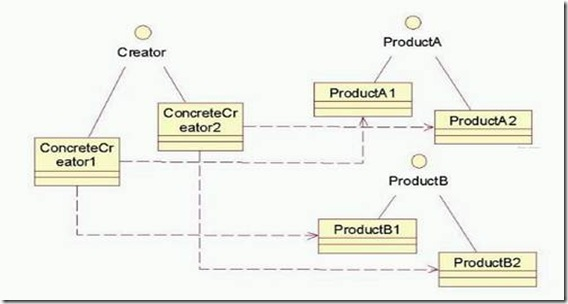 Creator
ProductA
ConcreteCr
eator1
ConcreteCr
eator2
ProductA1
ProductA2
ProductB
ProductB1
ProductB2